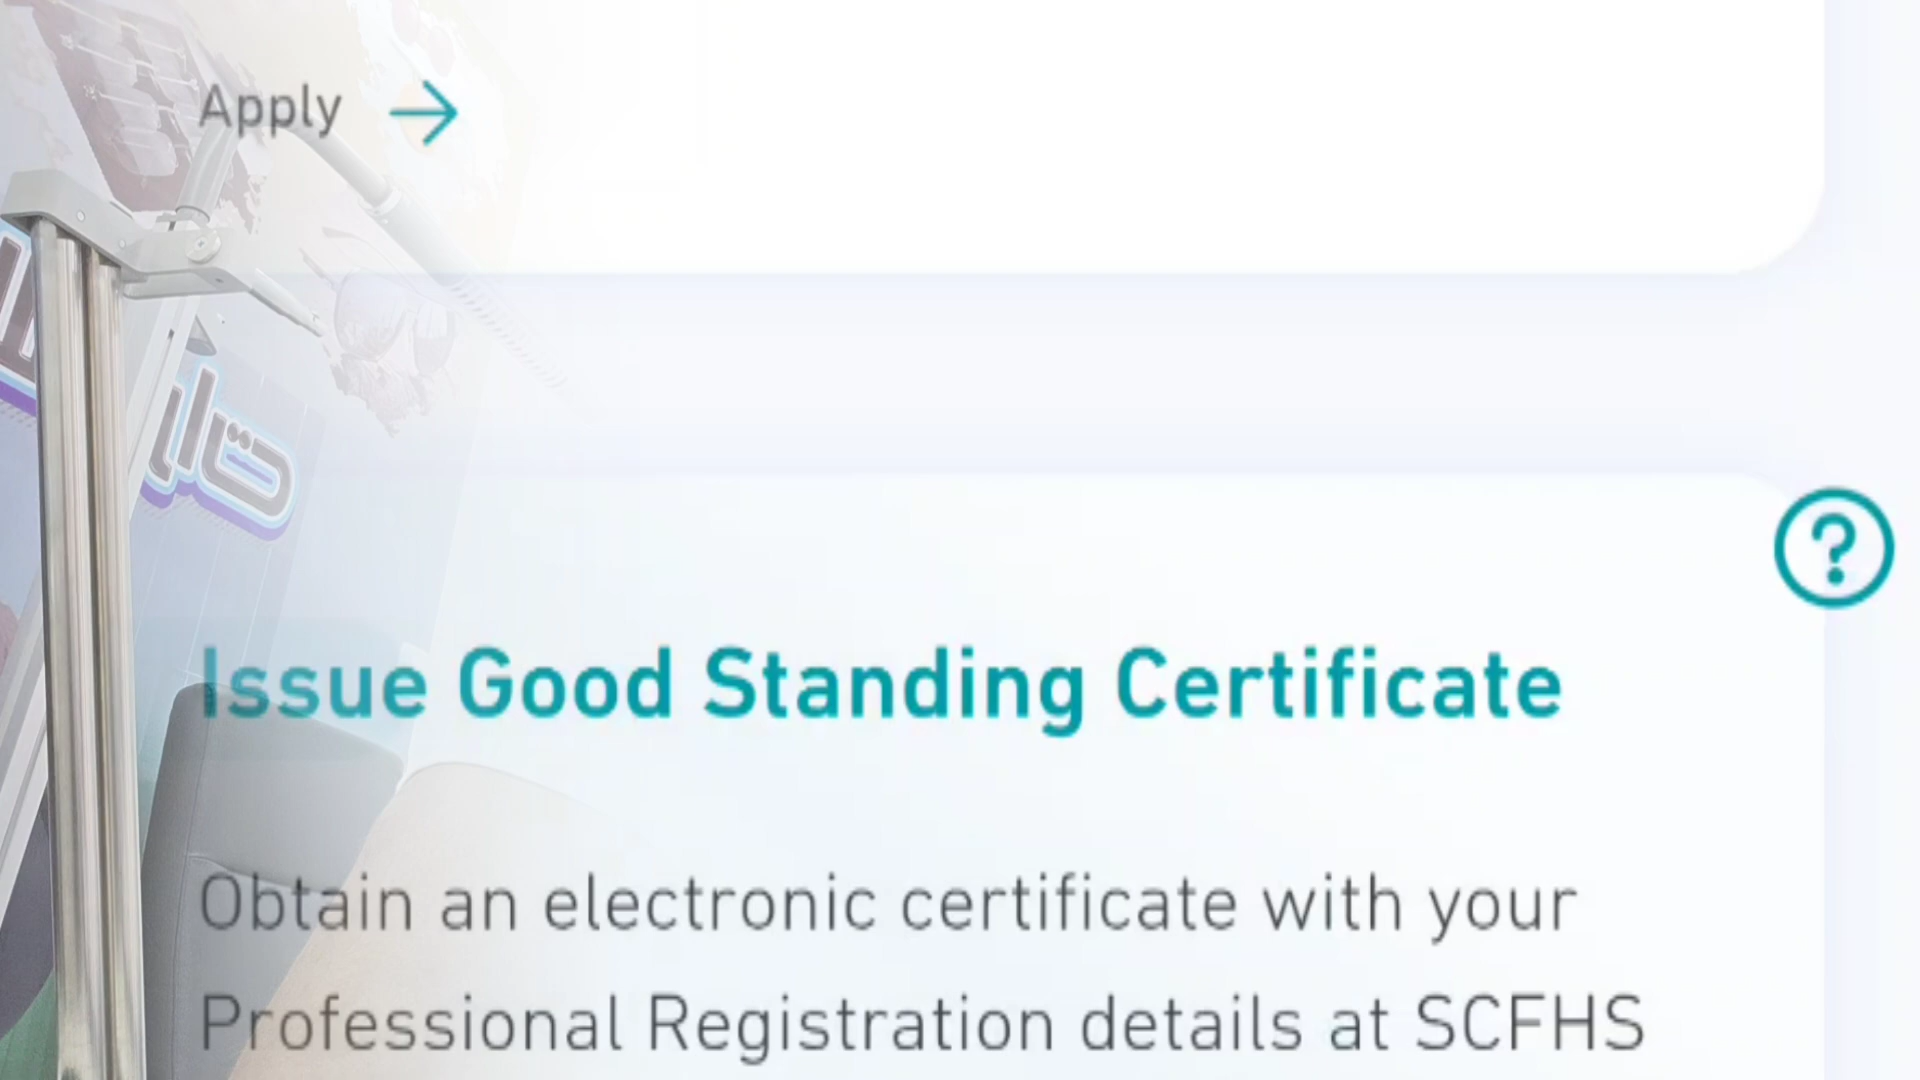 Apply
Issue Good Standing Certificate
Obtain an electronic certificate with your
Professional Registration details at SCFHS